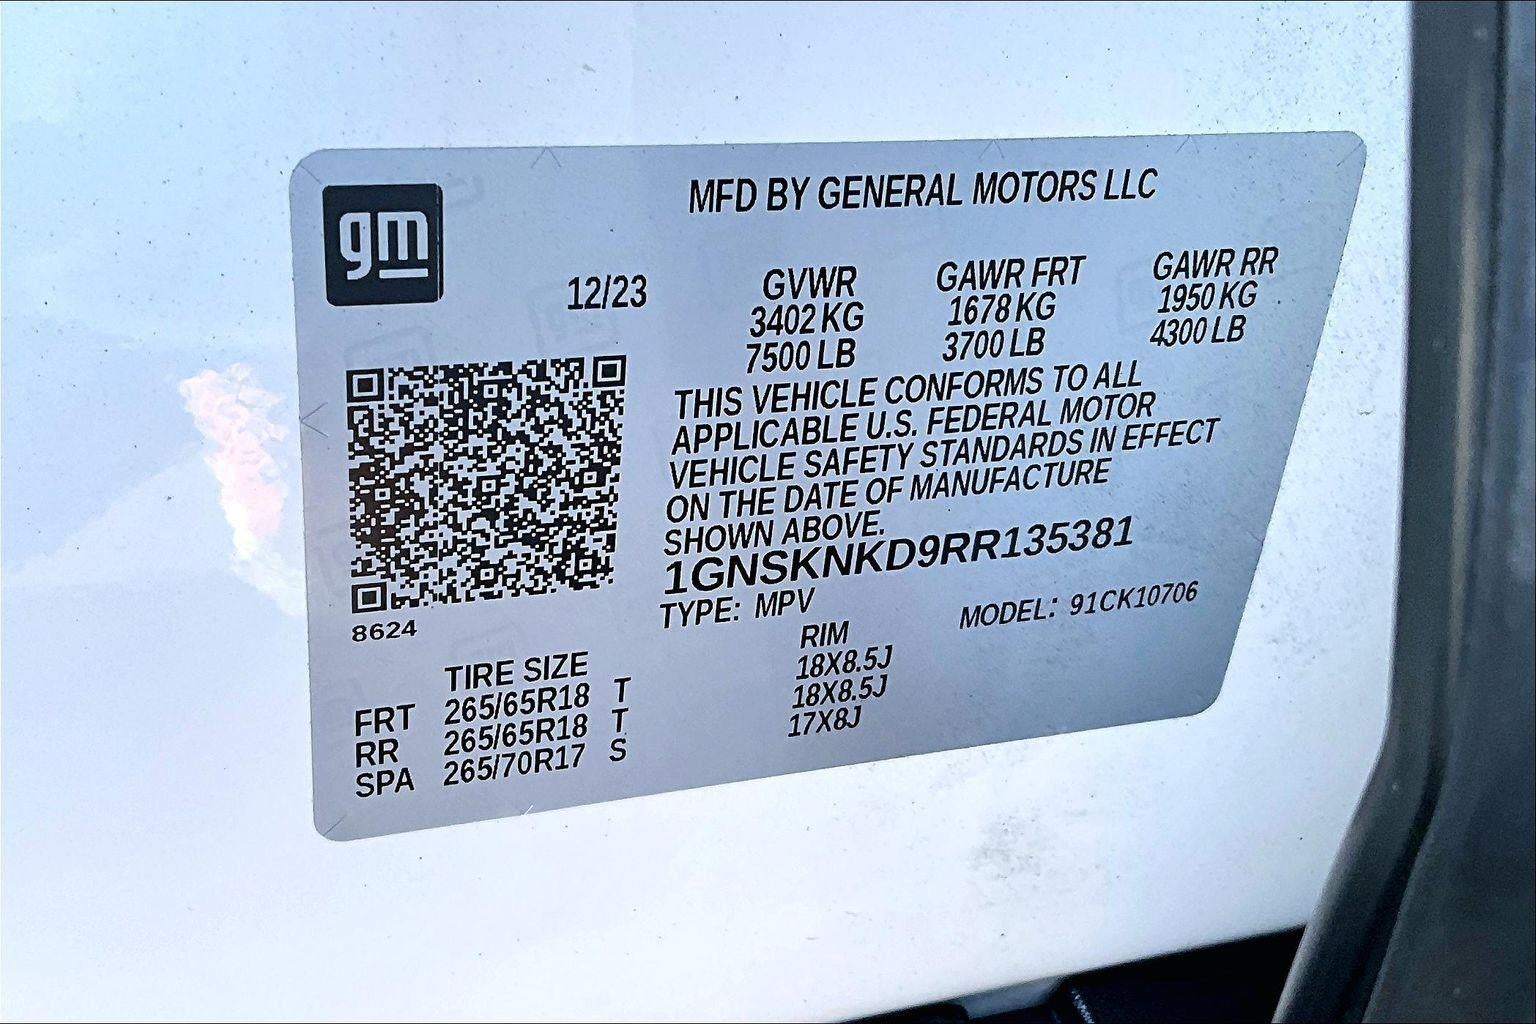 gm
MFD BY GENERAL MOTORS LLC
12/23
GVWR GAWR FRT GAWR RR
3402 KG 1678 KG 1950 KG
7500 LB 3700 LB 4300 LB
THIS VEHICLE CONFORMS TO ALL
APPLICABLE U.S. FEDERAL MOTOR
VEHICLE SAFETY STANDARDS IN EFFECT
ON THE DATE OF MANUFACTURE
SHOWN ABOVE.
1GNSKNKD9RR135381
TYPE: MPV MODEL: 91CK10706
8624
TIRE SIZE RIM
FRT 265/65R18 T 18X8.5J
RR 265/65R18 T 18X8.5J
SPA 265/70R17 S 17X8J